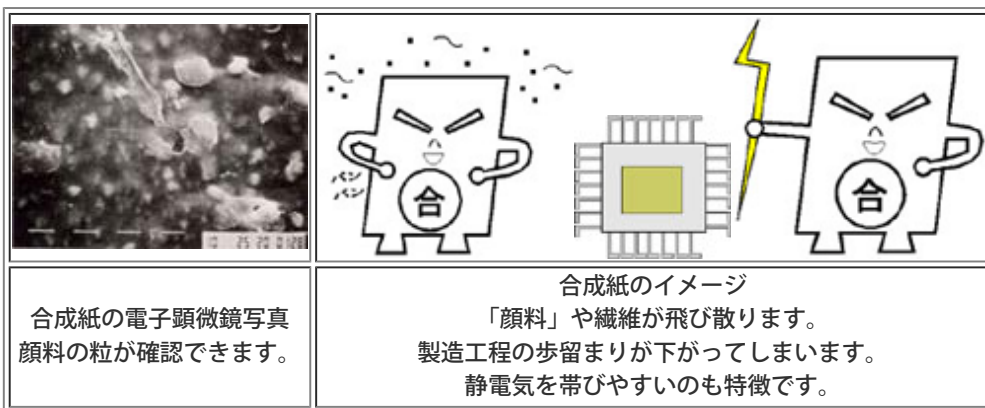 パン
パン
合
合
10 25 20 0128
合成紙の電子顕微鏡写真
顔料の粒が確認できます。
合成紙のイメージ
「顔料」や繊維が飛び散ります。
製造工程の歩留まりが下がってしまいます。
静電気を帯びやすいのも特徴です。